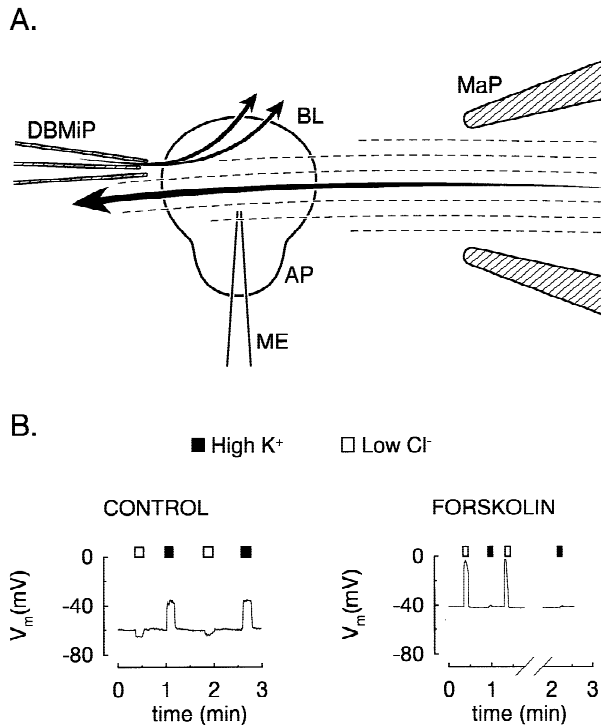 A.
MaP
DBMiP
BL
AP
ME
B.
High K⁺
Low Cl⁻
CONTROL
FORSKOLIN
0
-40
-80
Vm(mV)
0
1
2
3
time (min)
0
-40
-80
Vm(mV)
0
1
2
3
time (min)